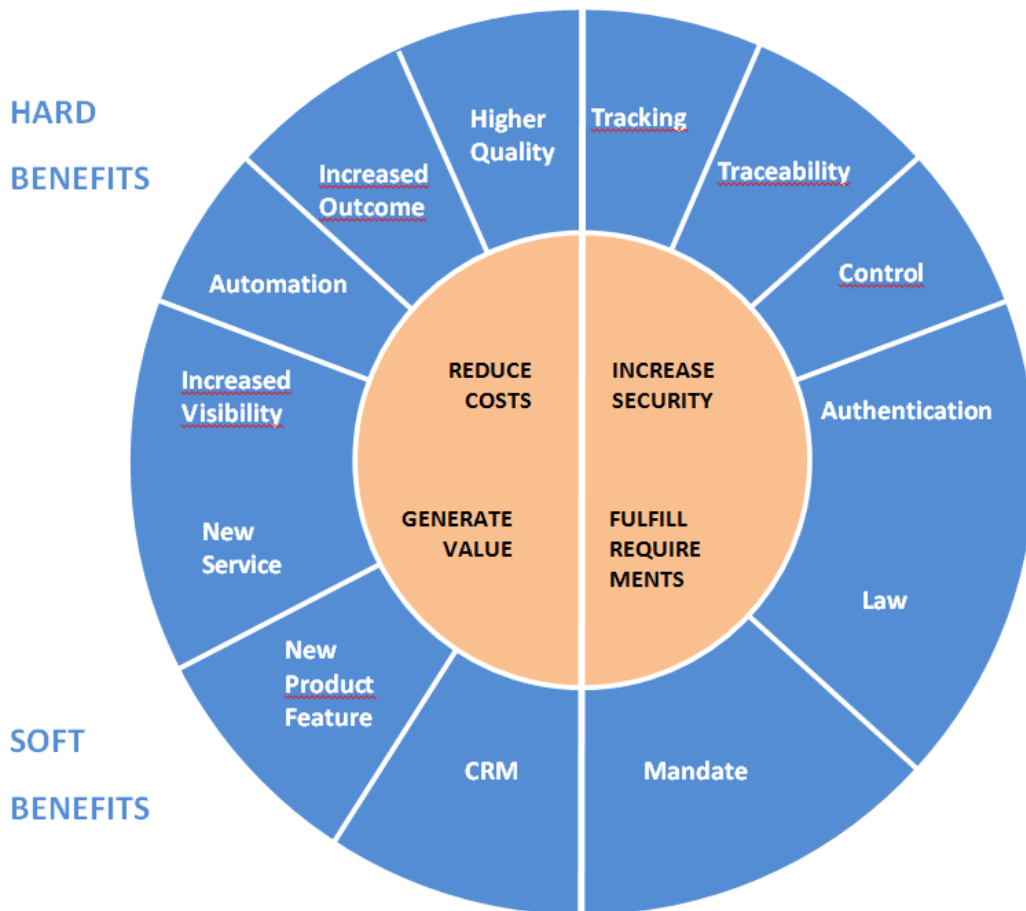 HARD
BENEFITS
Higher
Quality
Tracking
Increased
Outcome
Traceability
Automation
Control
Increased
Visibility
REDUCE
COSTS
INCREASE
SECURITY
Authentication
New
Service
GENERATE
VALUE
FULFILL
REQUIRE
MENTS
Law
New
Product
Feature
SOFT
BENEFITS
CRM
Mandate